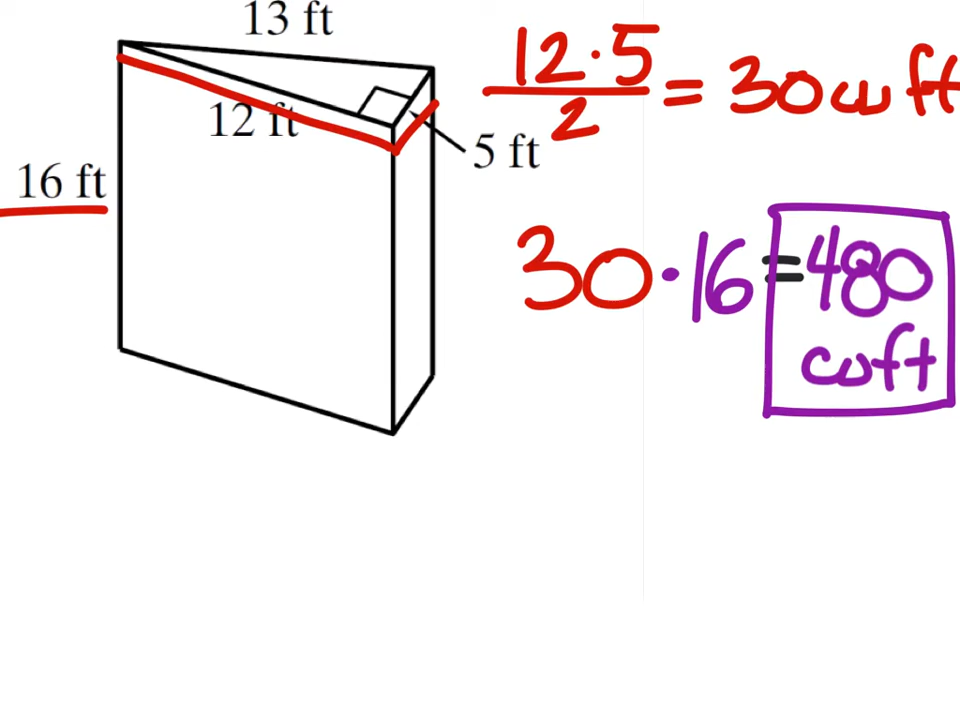 13 ft
12 ft
5 ft
16 ft
12·5
2
= 30 cu ft
30·16 = 480
cu ft